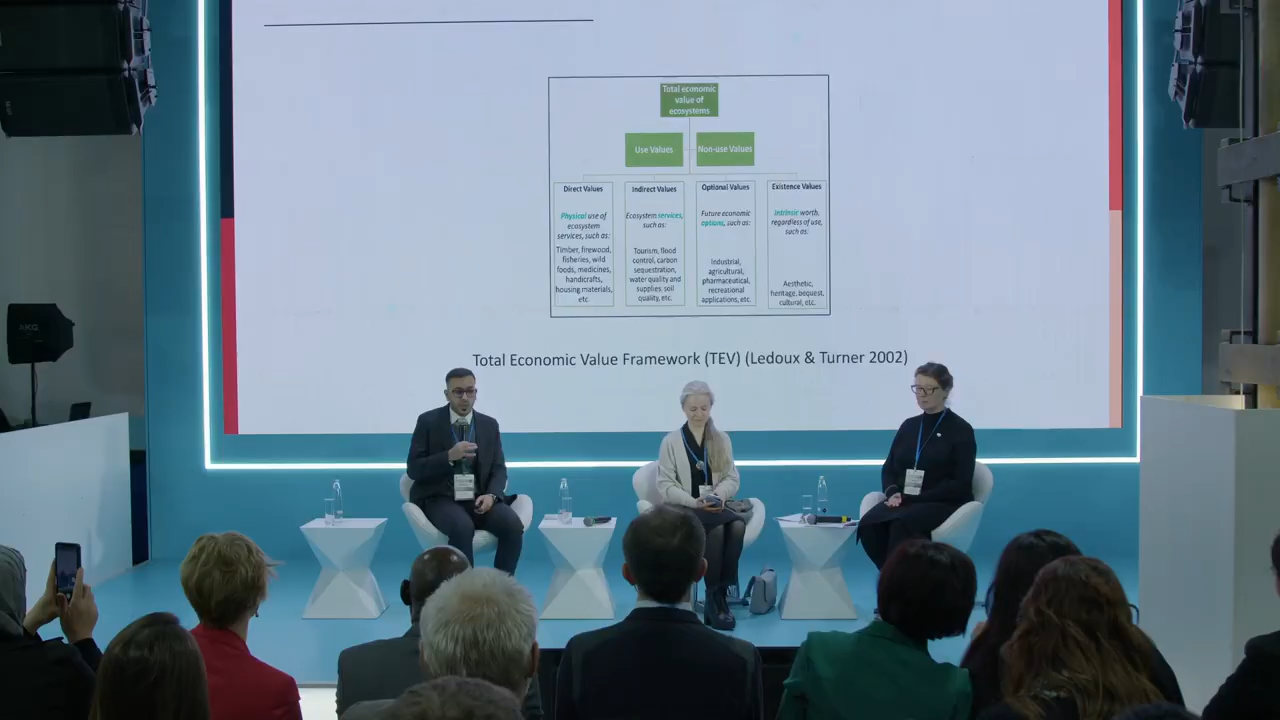 Total economic
value of
ecosystems
Use Values
Non-use Values
Direct Values
Physical use of
ecosystem
services, such as:
Timber, firewood,
fisheries, wild
foods, medicines,
handicrafts,
housing materials,
etc
Indirect Values
Ecosystem services,
such as:
Tourism, flood
control, carbon
sequestration,
water quality and
supplies, soil
quality, etc.
Optional Values
Future economic
options, such as:
Industrial,
agricultural,
pharmaceutical,
recreational
applications, etc.
Existence Values
Intrinsic worth,
regardless of use,
such as:
Aesthetic,
heritage, bequest,
cultural, etc.
Total Economic Value Framework (TEV) (Ledoux & Turner 2002)
AKG